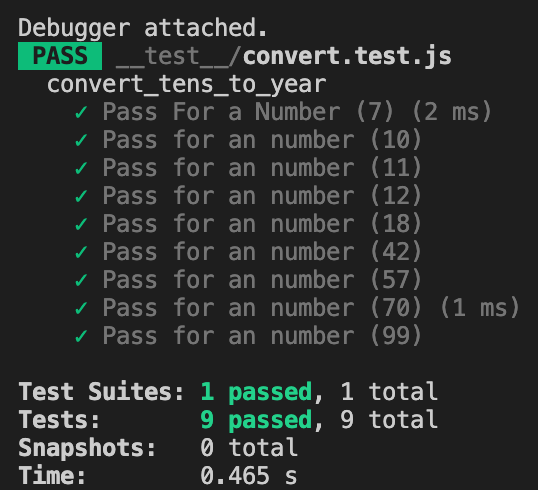 Debugger attached.
PASS __test__/convert.test.js
convert_tens_to_year
✓ Pass For a Number (7) (2 ms)
✓ Pass for an number (10)
✓ Pass for an number (11)
✓ Pass for an number (12)
✓ Pass for an number (18)
✓ Pass for an number (42)
✓ Pass for an number (57)
✓ Pass for an number (70) (1 ms)
✓ Pass for an number (99)
Test Suites: 1 passed, 1 total
Tests: 9 passed, 9 total
Snapshots: 0 total
Time: 0.465 s